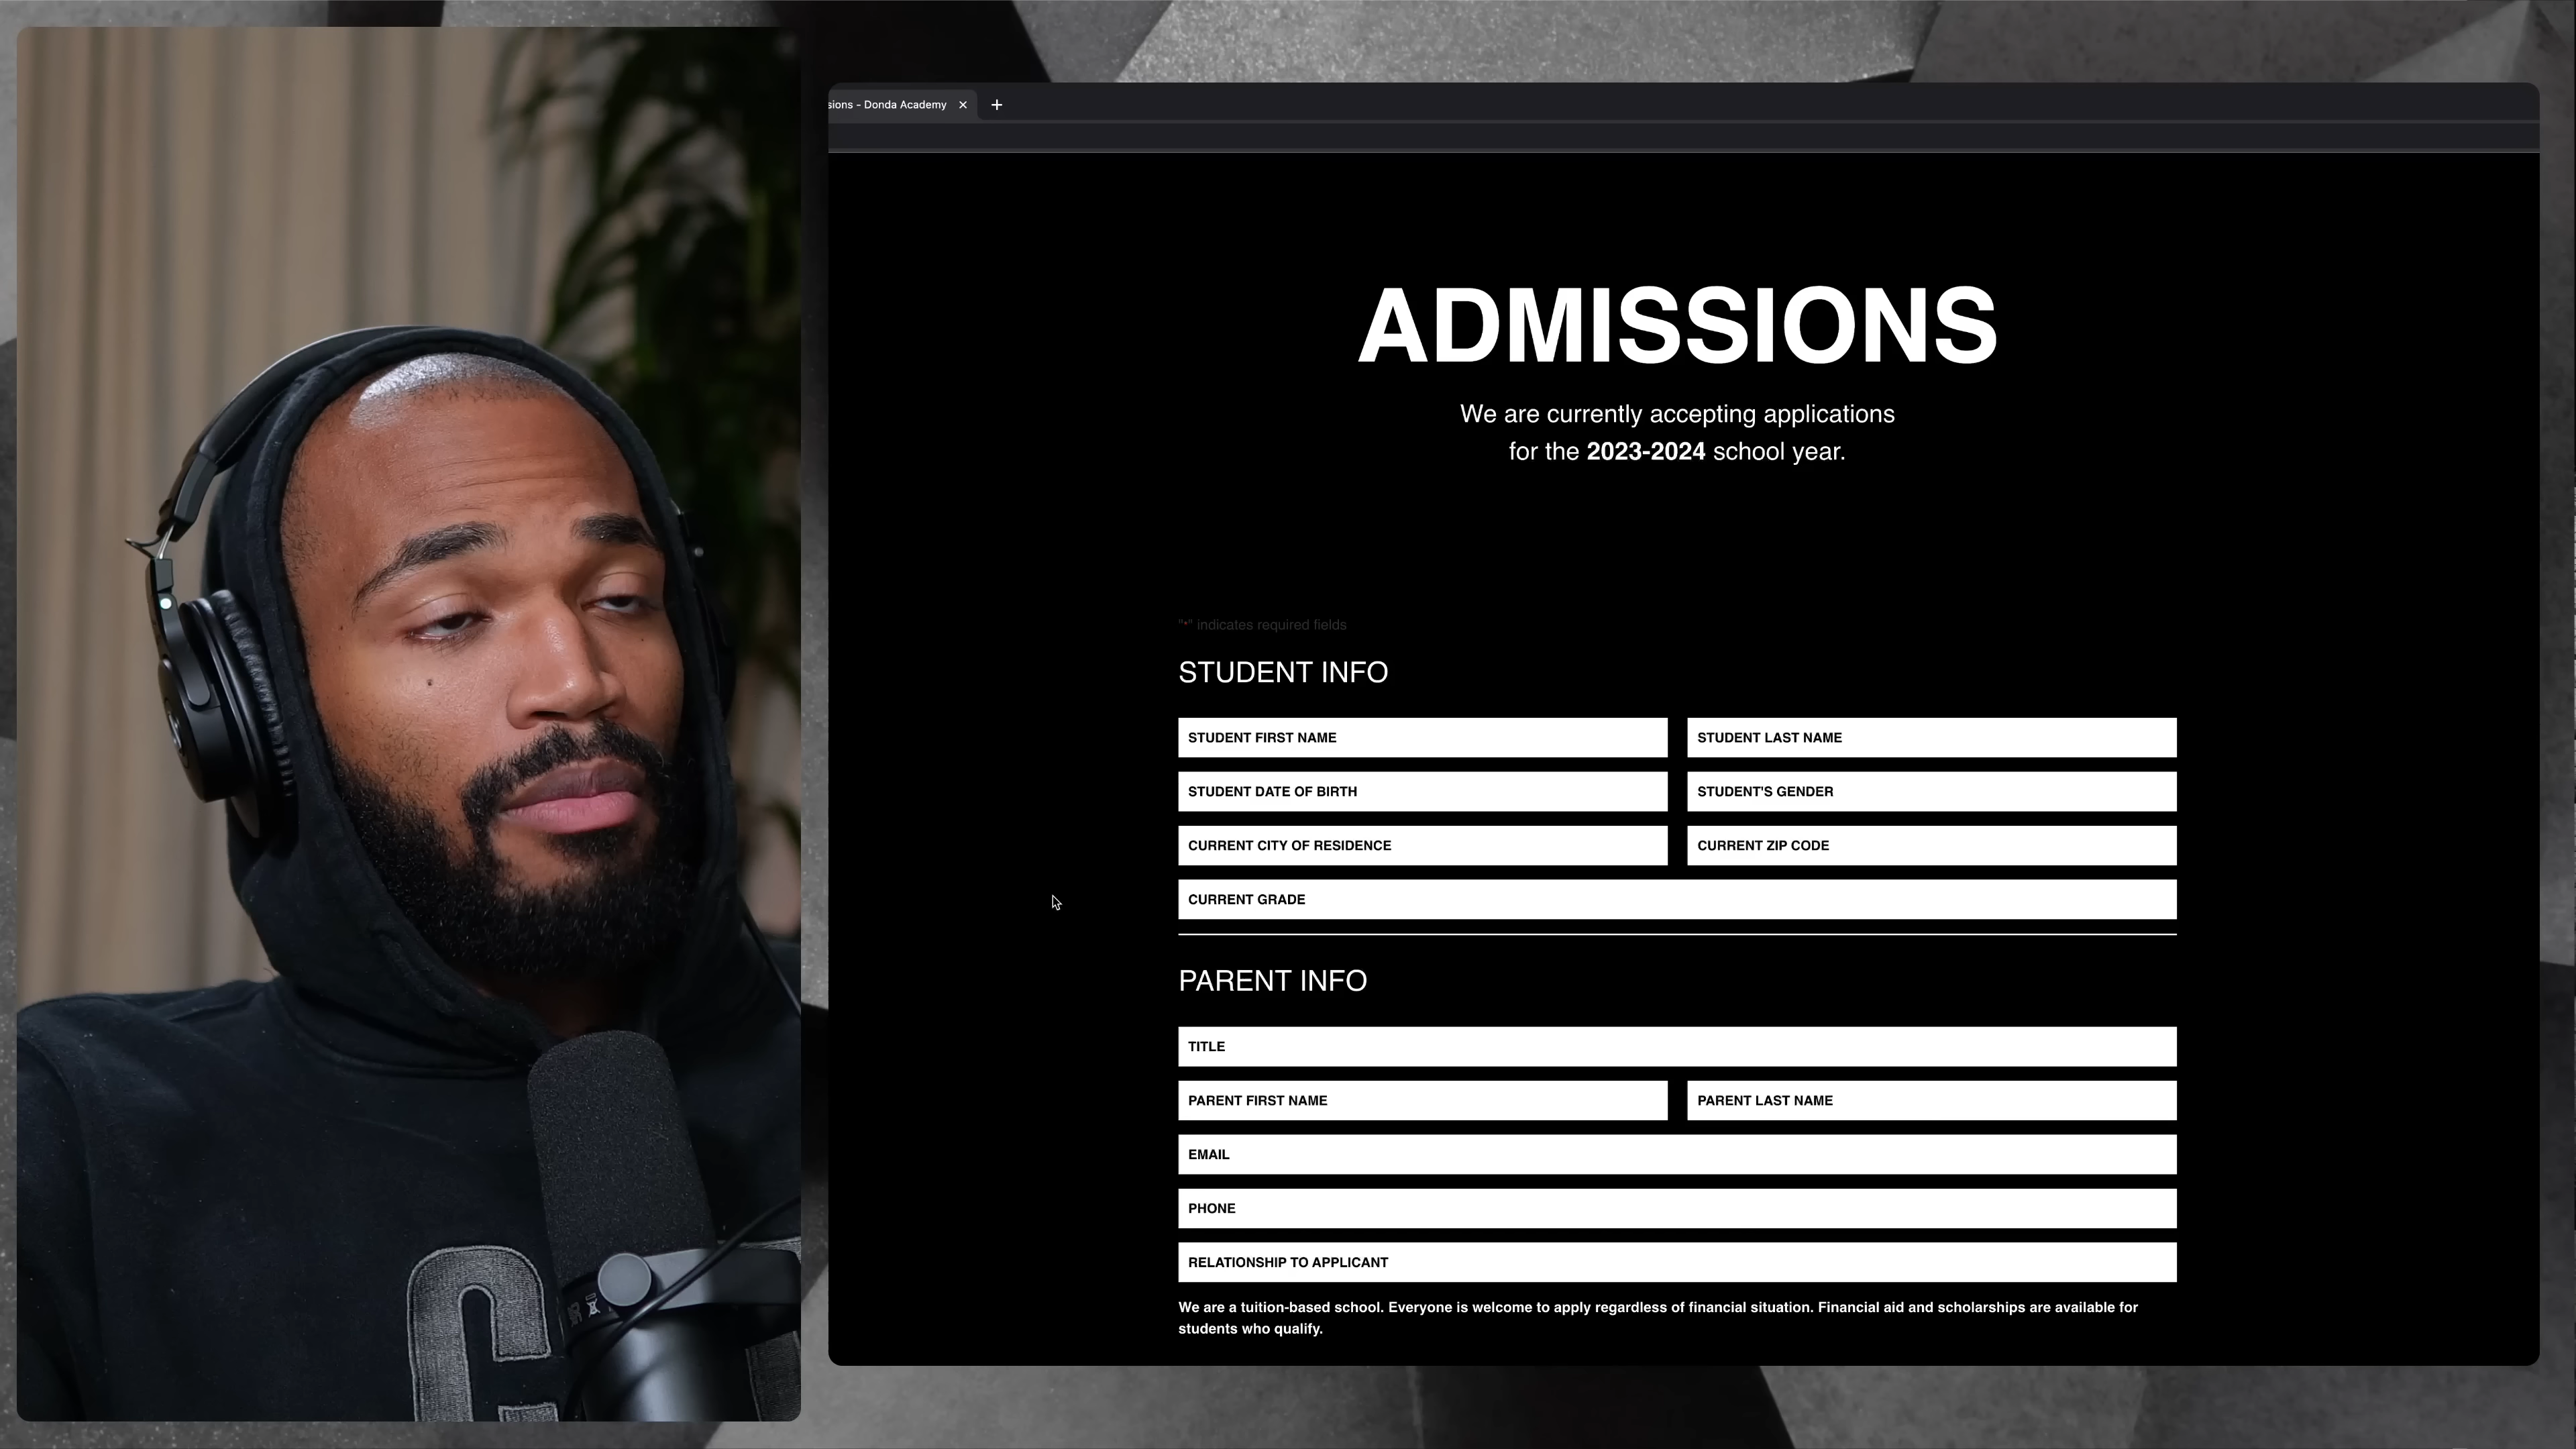 sions - Donda Academy
ADMISSIONS
We are currently accepting applications
for the 2023-2024 school year.
"*" indicates required fields
STUDENT INFO
STUDENT FIRST NAME
STUDENT LAST NAME
STUDENT DATE OF BIRTH
STUDENT'S GENDER
CURRENT CITY OF RESIDENCE
CURRENT ZIP CODE
CURRENT GRADE
PARENT INFO
TITLE
PARENT FIRST NAME
PARENT LAST NAME
EMAIL
PHONE
RELATIONSHIP TO APPLICANT
We are a tuition-based school. Everyone is welcome to apply regardless of financial situation. Financial aid and scholarships are available for
students who qualify.